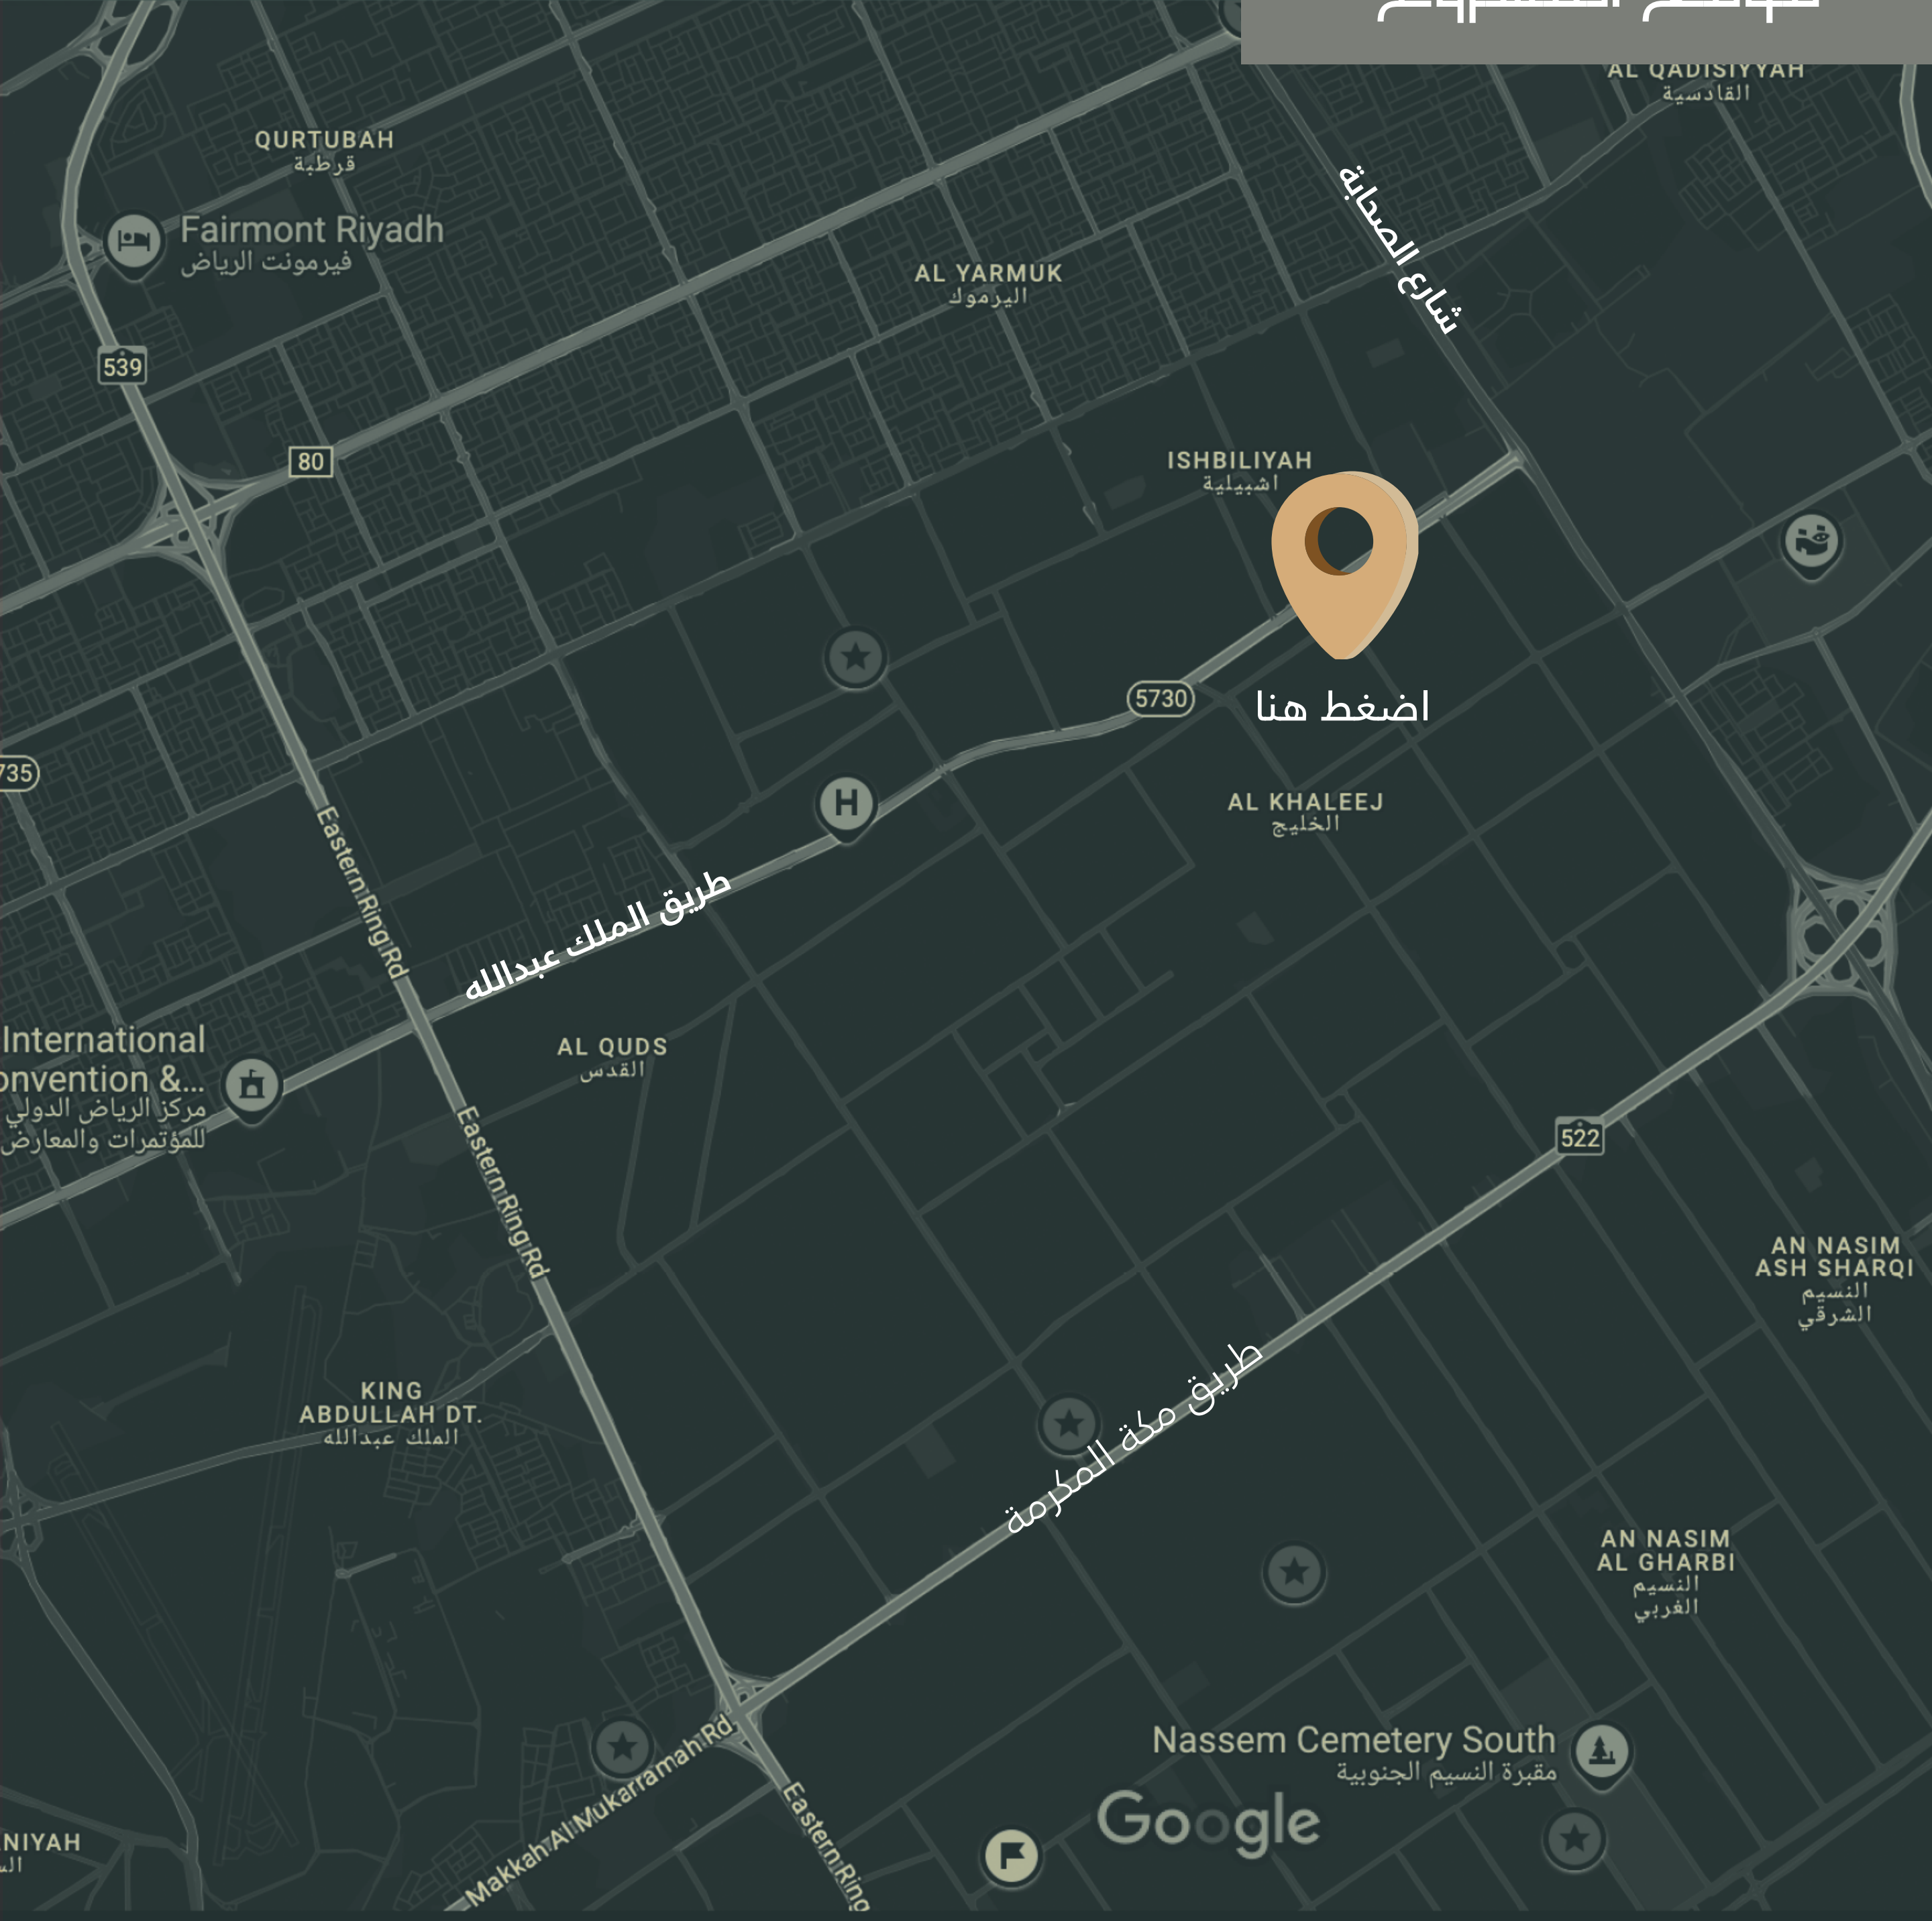 AL QADISIYYAH
القادسية
QURTUBAH
قرطبة
شارع الصحابة
Fairmont Riyadh
فيرمونت الرياض
AL YARMUK
اليرموك
539
80
ISHBILIYAH
اشبيلية
5730
اضغط هنا
735
AL KHALEEJ
الخليج
Eastern Ring Rd
طريق الملك عبدالله
International
onvention &...
مركز الرياض الدولي
للمؤتمرات والمعارض
AL QUDS
القدس
522
Eastern Ring Rd
AN NASIM
ASH SHARQI
النسيم
الشرقي
KING
ABDULLAH DT.
الملك عبدالله
طريق مكة المكرمة
AN NASIM
AL GHARBI
النسيم
الغربي
Nassem Cemetery South
مقبرة النسيم الجنوبية
Makkah Al Mukarramah Rd
Eastern Ring
Google
NIYAH